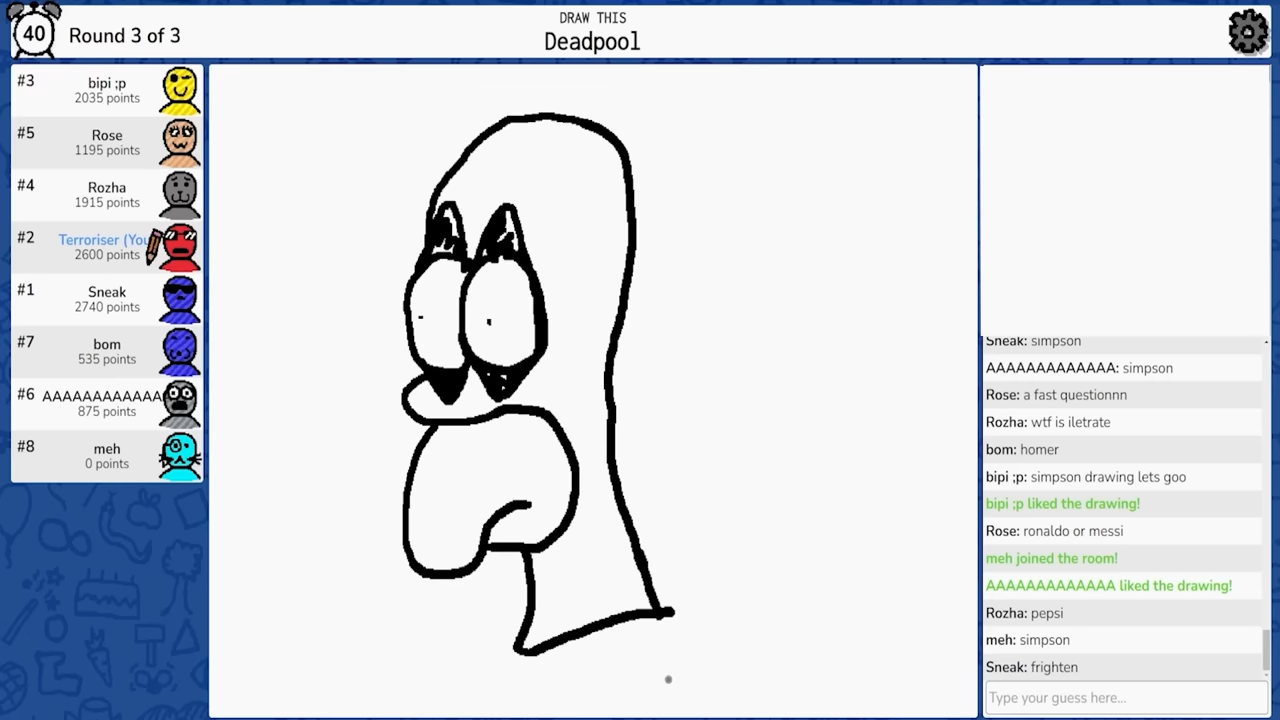 40
Round 3 of 3
DRAW THIS
Deadpool
#3
bipi ;p
2035 points
#5
Rose
1195 points
#4
Rozha
1915 points
#2
Terroriser (You
2600 points
#1
Sneak
2740 points
#7
bom
535 points
#6
AAAAAAAAAAAAA
875 points
#8
meh
0 points
Sneak: simpson
AAAAAAAAAAAAA: simpson
Rose: a fast questionnn
Rozha: wtf is iletrate
bom: homer
bipi ;p: simpson drawing lets goo
bipi ;p liked the drawing!
Rose: ronaldo or messi
meh joined the room!
AAAAAAAAAAAAA liked the drawing!
Rozha: pepsi
meh: simpson
Sneak: frighten
Type your guess here...